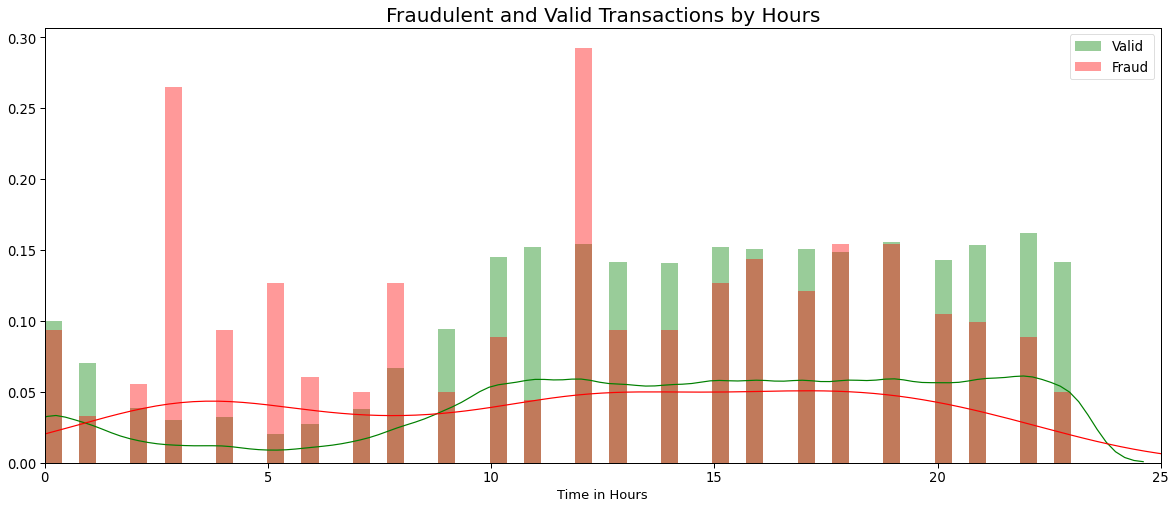 Fraudulent and Valid Transactions by Hours
Valid
Fraud
0.30
0.25
0.20
0.15
0.10
0.05
0.00
0 5 10 15 20 25
Time in Hours